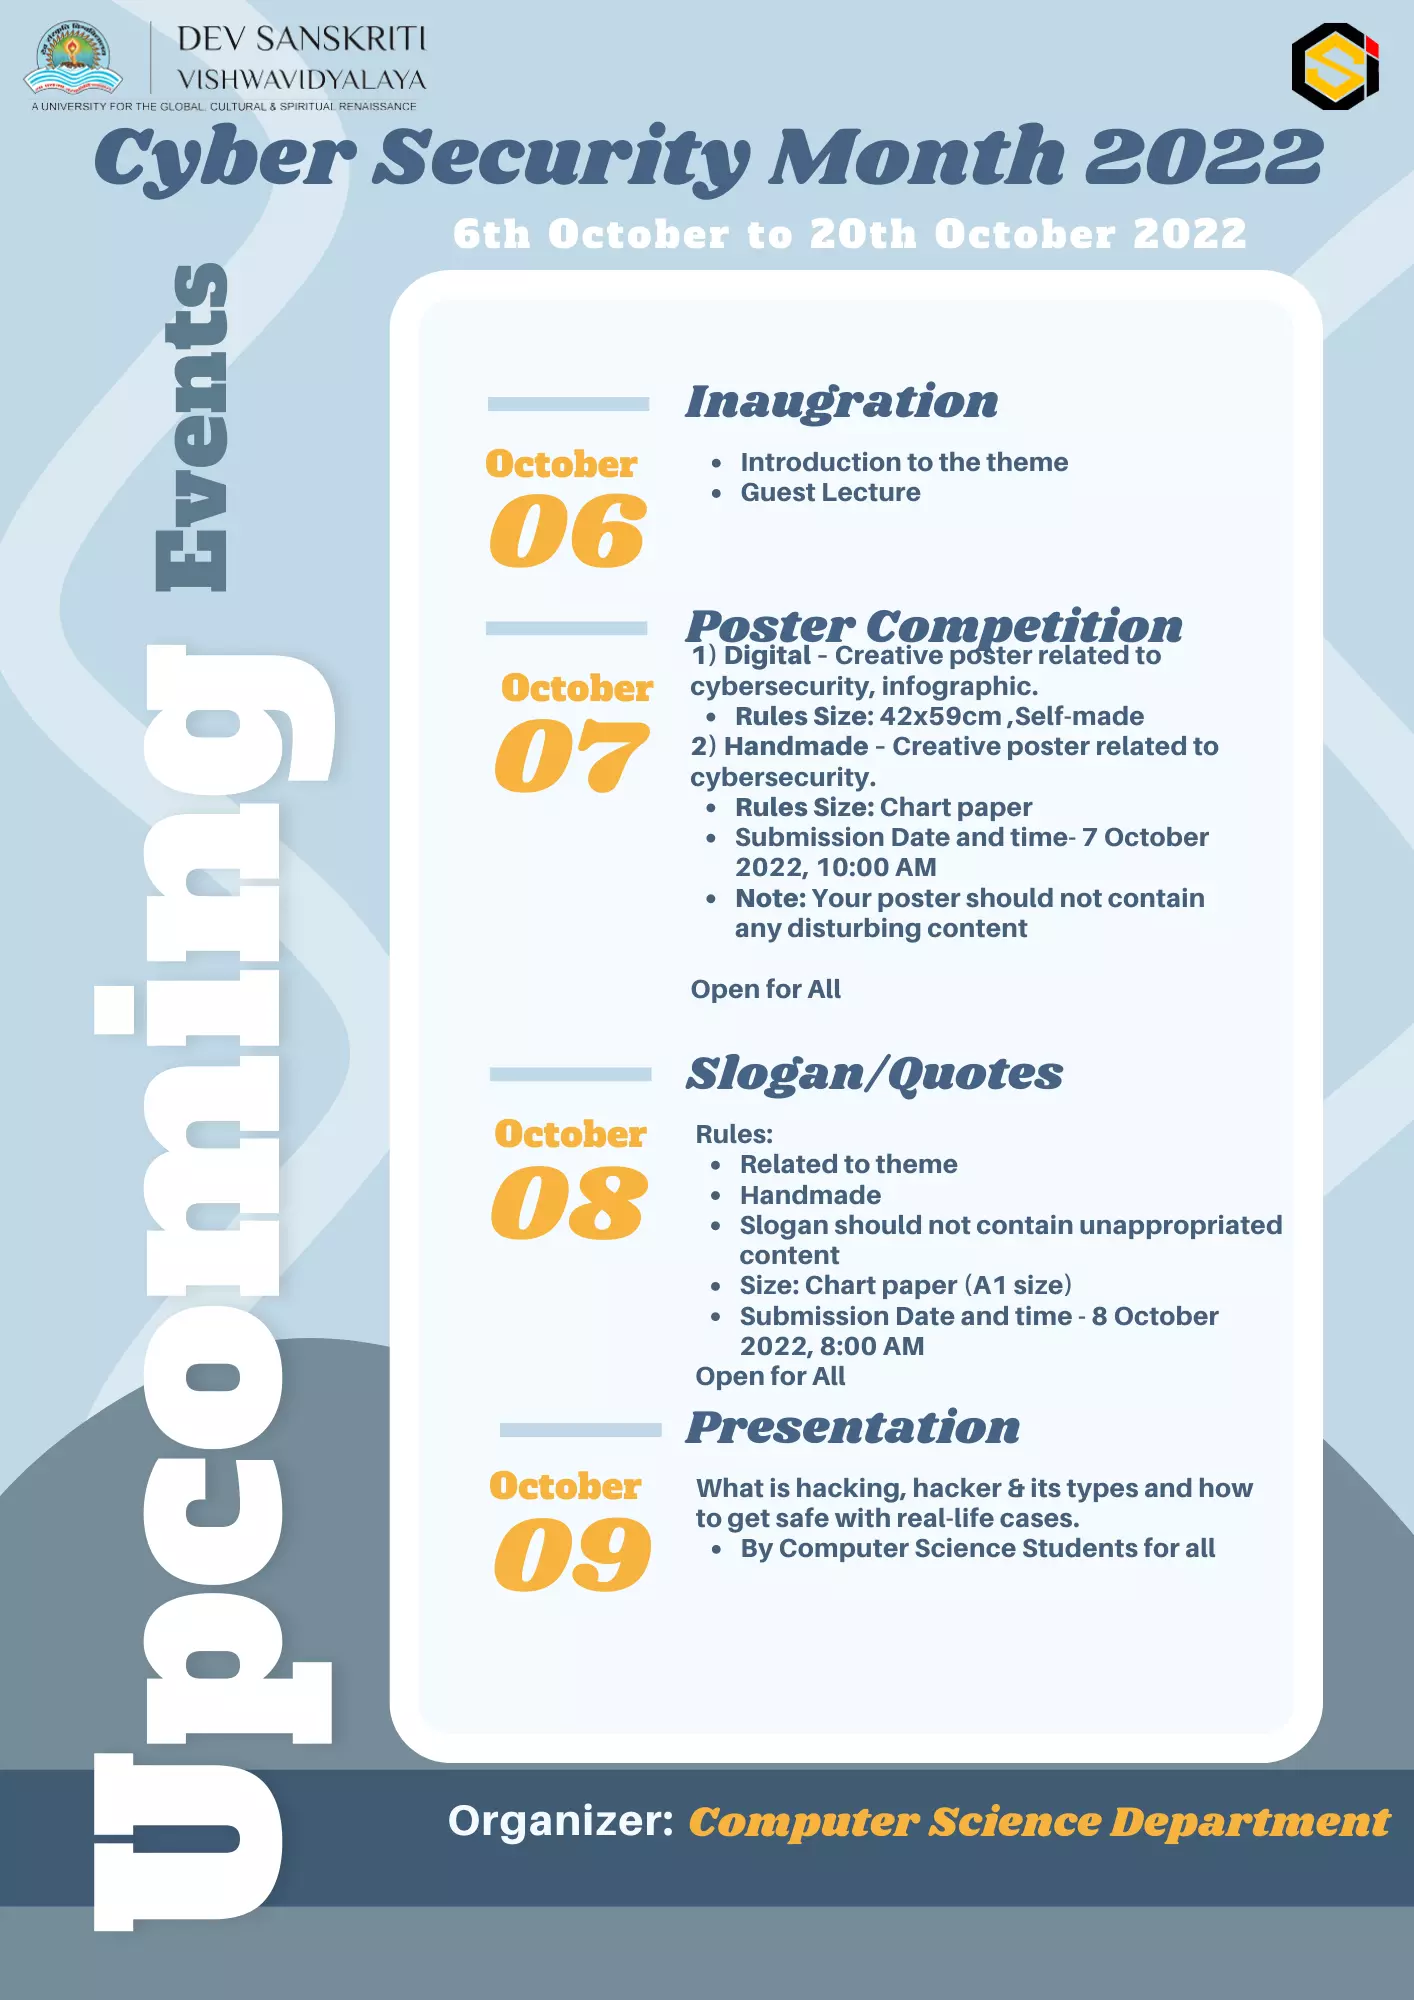 DEV SANSKRITI
VISHWAVIDYALAYA
A UNIVERSITY FOR THE GLOBAL, CULTURAL & SPIRITUAL RENAISSANCE
Cyber Security Month 2022
6th October to 20th October 2022
Upcoming Events
Inaugration
October
06
• Introduction to the theme
• Guest Lecture
Poster Competition
October
07
1) Digital - Creative poster related to
cybersecurity, infographic.
• Rules Size: 42x59cm ,Self-made
2) Handmade - Creative poster related to
cybersecurity.
• Rules Size: Chart paper
• Submission Date and time- 7 October
2022, 10:00 AM
• Note: Your poster should not contain
any disturbing content
Open for All
Slogan/Quotes
October
08
Rules:
• Related to theme
• Handmade
• Slogan should not contain unappropriated
content
• Size: Chart paper (A1 size)
• Submission Date and time - 8 October
2022, 8:00 AM
Open for All
Presentation
October
09
What is hacking, hacker & its types and how
to get safe with real-life cases.
• By Computer Science Students for all
Organizer: Computer Science Department